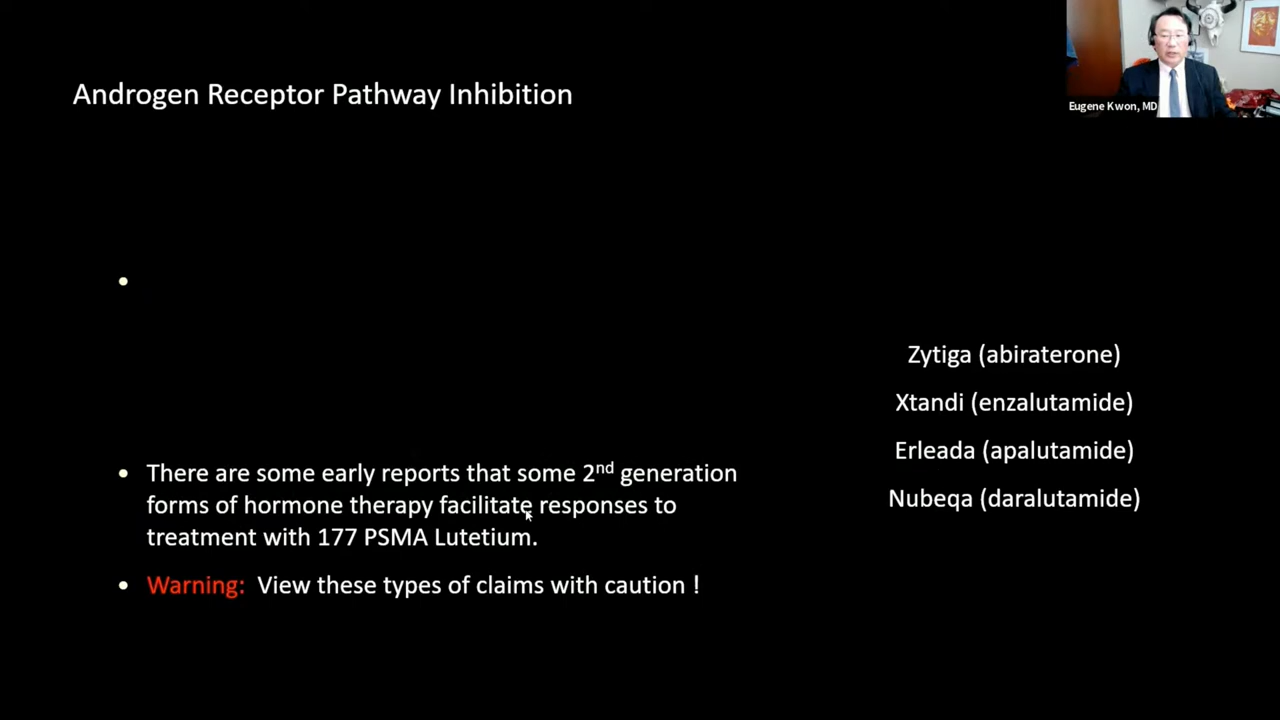 Androgen Receptor Pathway Inhibition
Eugene Kwon, MD
•
• There are some early reports that some 2nd generation
forms of hormone therapy facilitate responses to
treatment with 177 PSMA Lutetium.
• Warning: View these types of claims with caution !
Zytiga (abiraterone)
Xtandi (enzalutamide)
Erleada (apalutamide)
Nubeqa (daralutamide)